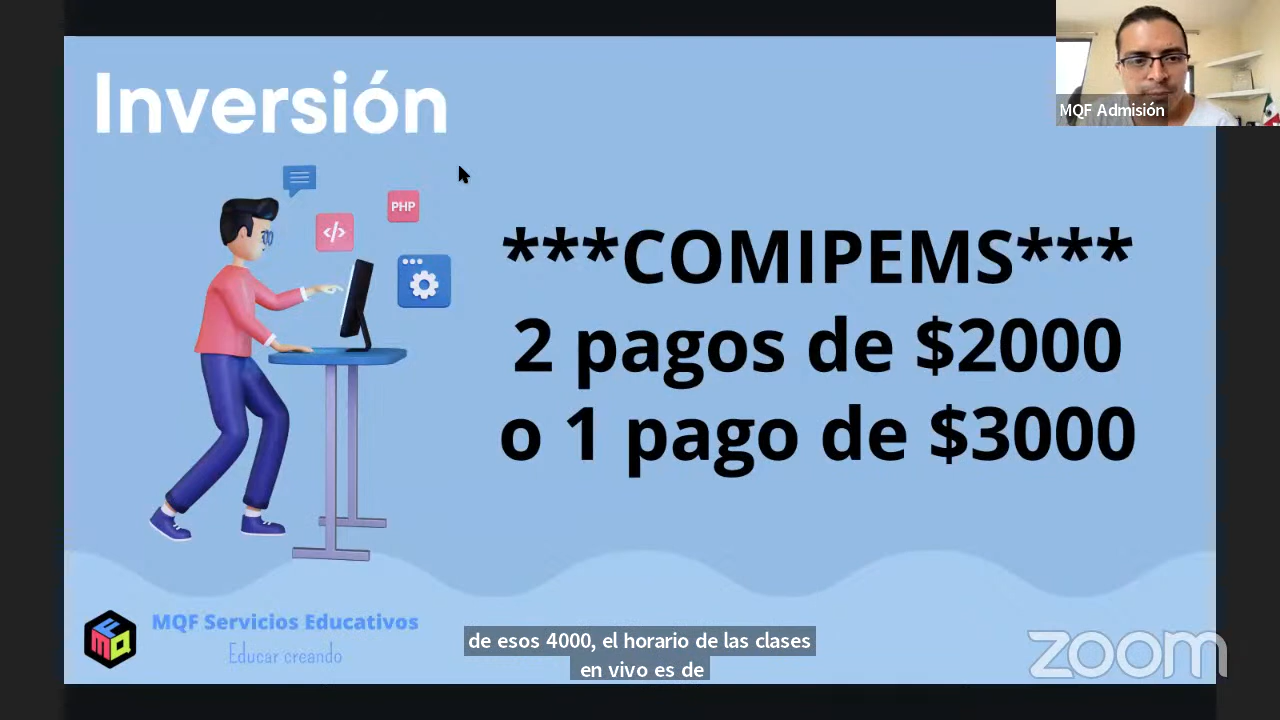 Inversión
MQF Admisión
PHP
</>
***COMIPEMS***
2 pagos de $2000
o 1 pago de $3000
MQF
MQF Servicios Educativos
Educar creando
de esos 4000, el horario de las clases
en vivo es de
zoom